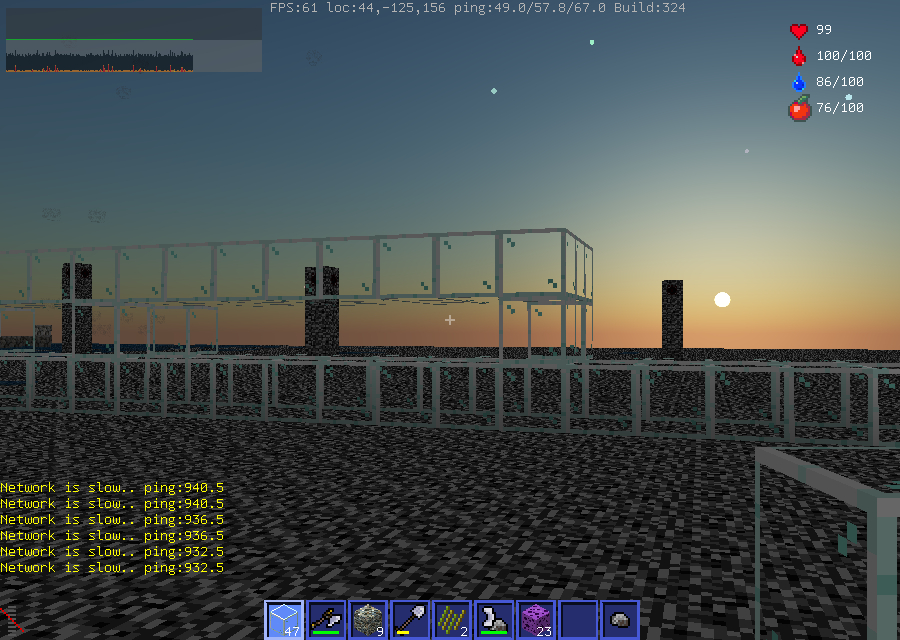 FPS:61 loc:44,-125,156 ping:49.0/57.8/67.0 Build:324
99
100/100
86/100
76/100
Network is slow.. ping:940.5
Network is slow.. ping:940.5
Network is slow.. ping:936.5
Network is slow.. ping:936.5
Network is slow.. ping:932.5
Network is slow.. ping:932.5
47
9
2
23